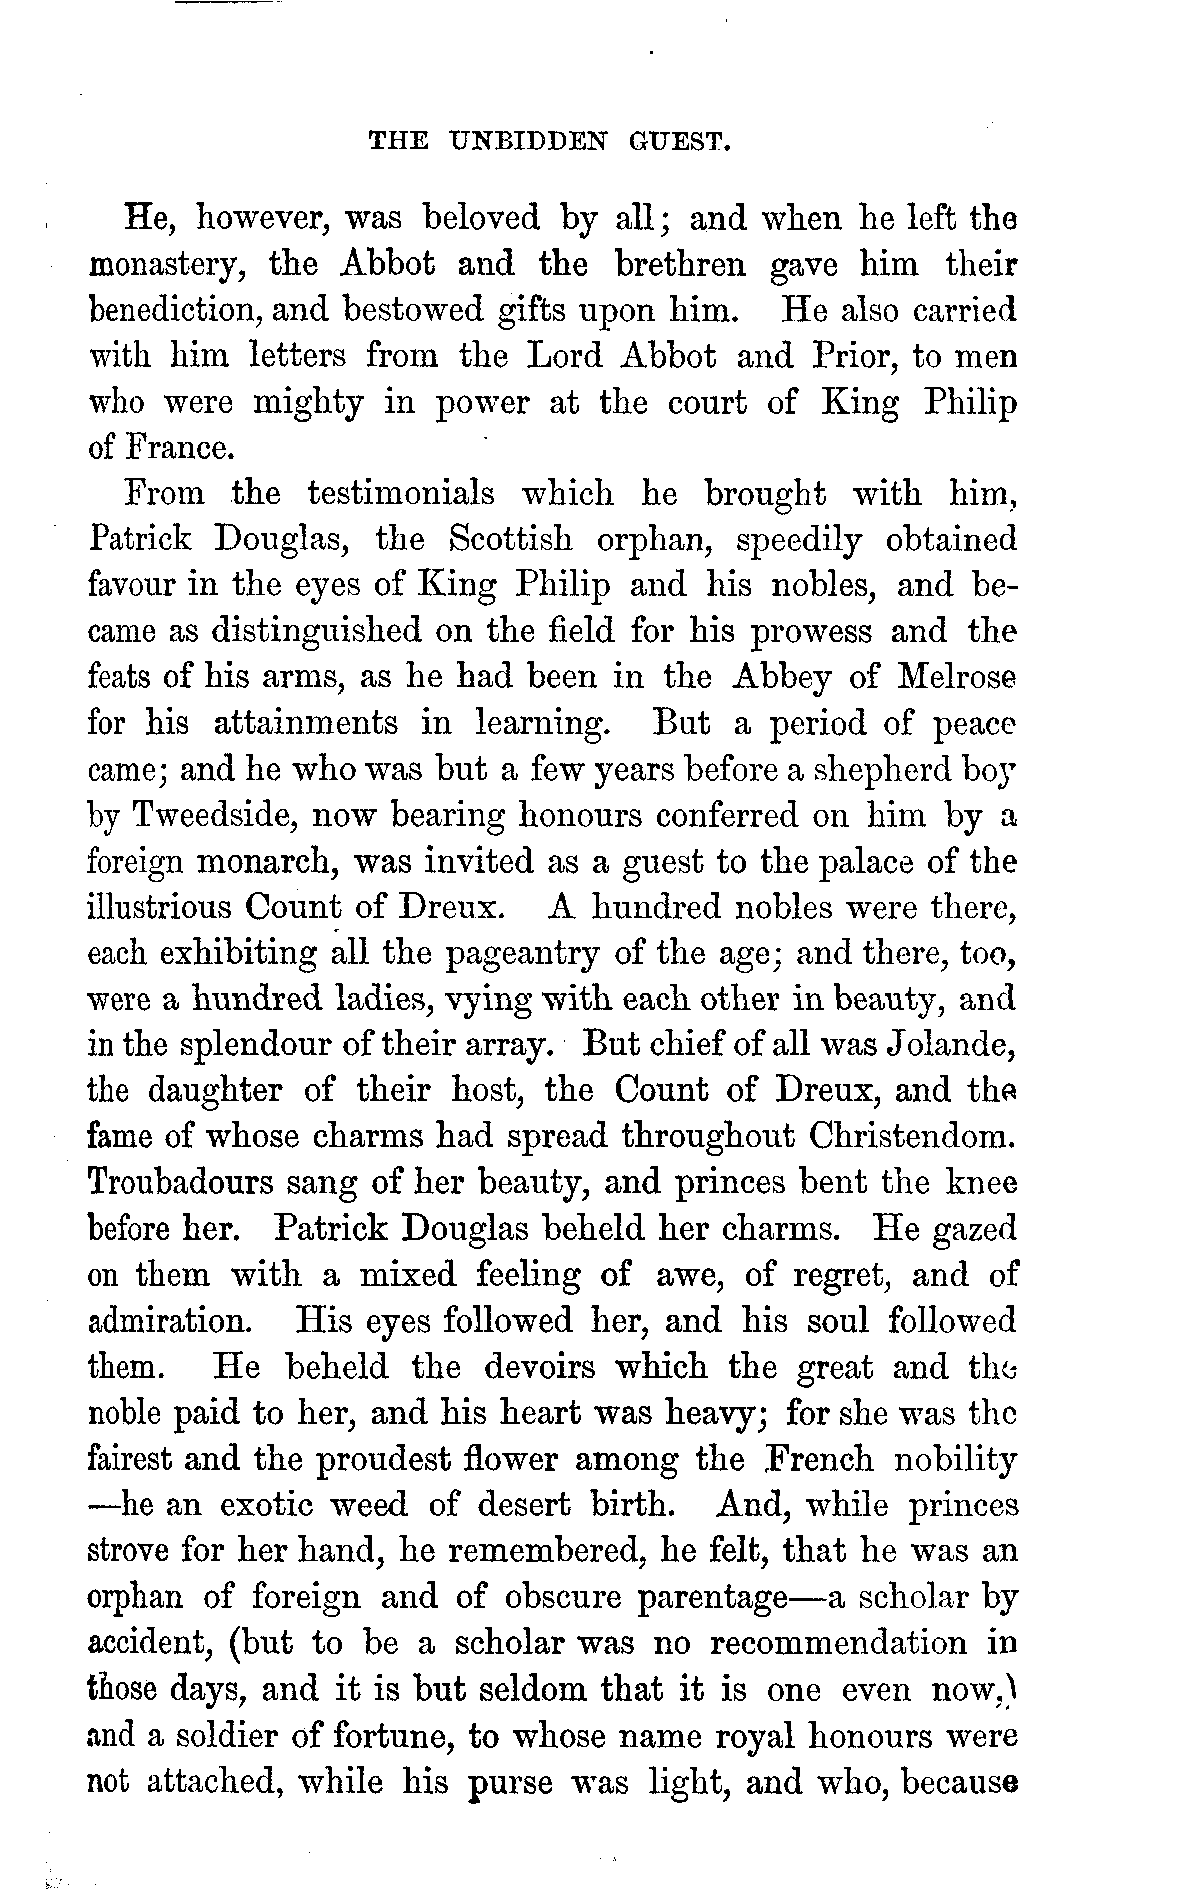 THE UNBIDDEN GUEST.
He, however, was beloved by all; and when he left the
monastery, the Abbot and the brethren gave him their
benediction, and bestowed gifts upon him. He also carried
with him letters from the Lord Abbot and Prior, to men
who were mighty in power at the court of King Philip
of France.
From the testimonials which he brought with him,
Patrick Douglas, the Scottish orphan, speedily obtained
favour in the eyes of King Philip and his nobles, and be-
came as distinguished on the field for his prowess and the
feats of his arms, as he had been in the Abbey of Melrose
for his attainments in learning. But a period of peace
came; and he who was but a few years before a shepherd boy
by Tweedside, now bearing honours conferred on him by a
foreign monarch, was invited as a guest to the palace of the
illustrious Count of Dreux. A hundred nobles were there,
each exhibiting all the pageantry of the age; and there, too,
were a hundred ladies, vying with each other in beauty, and
in the splendour of their array. But chief of all was Jolande,
the daughter of their host, the Count of Dreux, and the
fame of whose charms had spread throughout Christendom.
Troubadours sang of her beauty, and princes bent the knee
before her. Patrick Douglas beheld her charms. He gazed
on them with a mixed feeling of awe, of regret, and of
admiration. His eyes followed her, and his soul followed
them. He beheld the devoirs which the great and the
noble paid to her, and his heart was heavy; for she was the
fairest and the proudest flower among the French nobility
—he an exotic weed of desert birth. And, while princes
strove for her hand, he remembered, he felt, that he was an
orphan of foreign and of obscure parentage—a scholar by
accident, (but to be a scholar was no recommendation in
those days, and it is but seldom that it is one even now,)
and a soldier of fortune, to whose name royal honours were
not attached, while his purse was light, and who, because